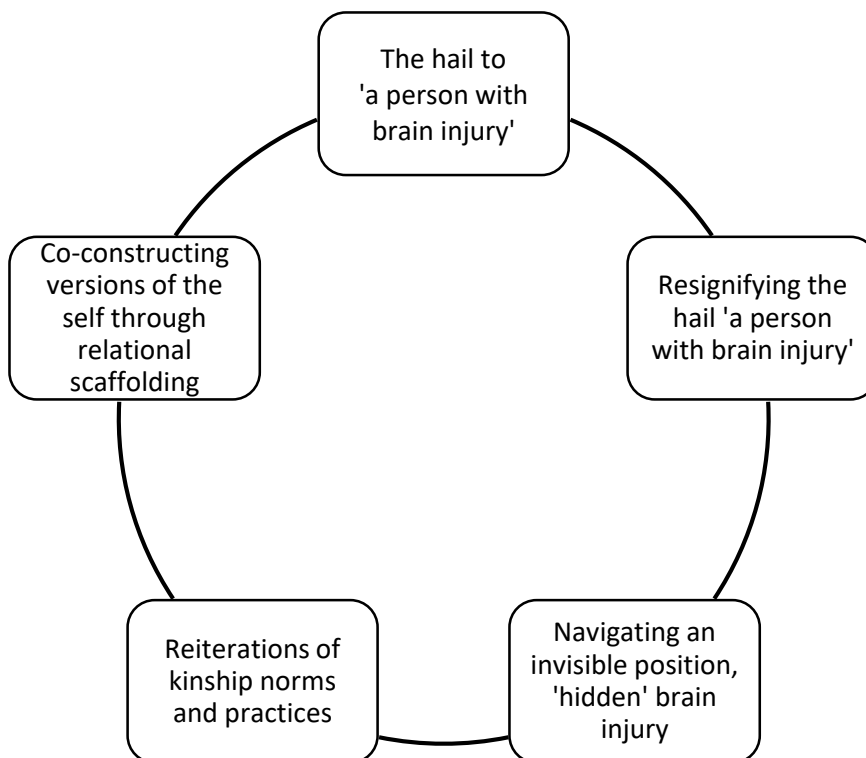 The hail to
'a person with
brain injury'
Resignifying the
hail 'a person
with brain injury'
Navigating an
invisible position,
'hidden' brain
injury
Reiterations of
kinship norms
and practices
Co-constructing
versions of the
self through
relational
scaffolding